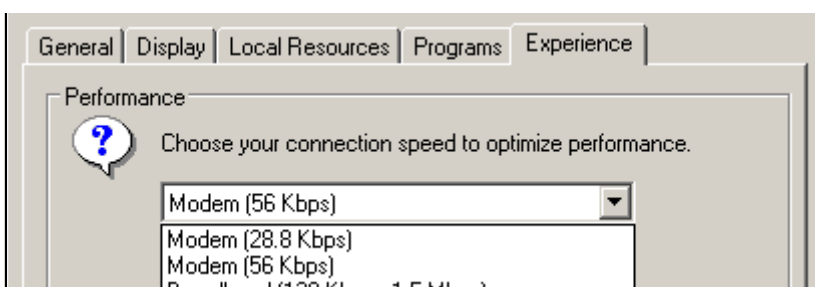 General Display Local Resources Programs Experience
Performance
?
Choose your connection speed to optimize performance.
Modem (56 Kbps)
Modem (28.8 Kbps)
Modem (56 Kbps)